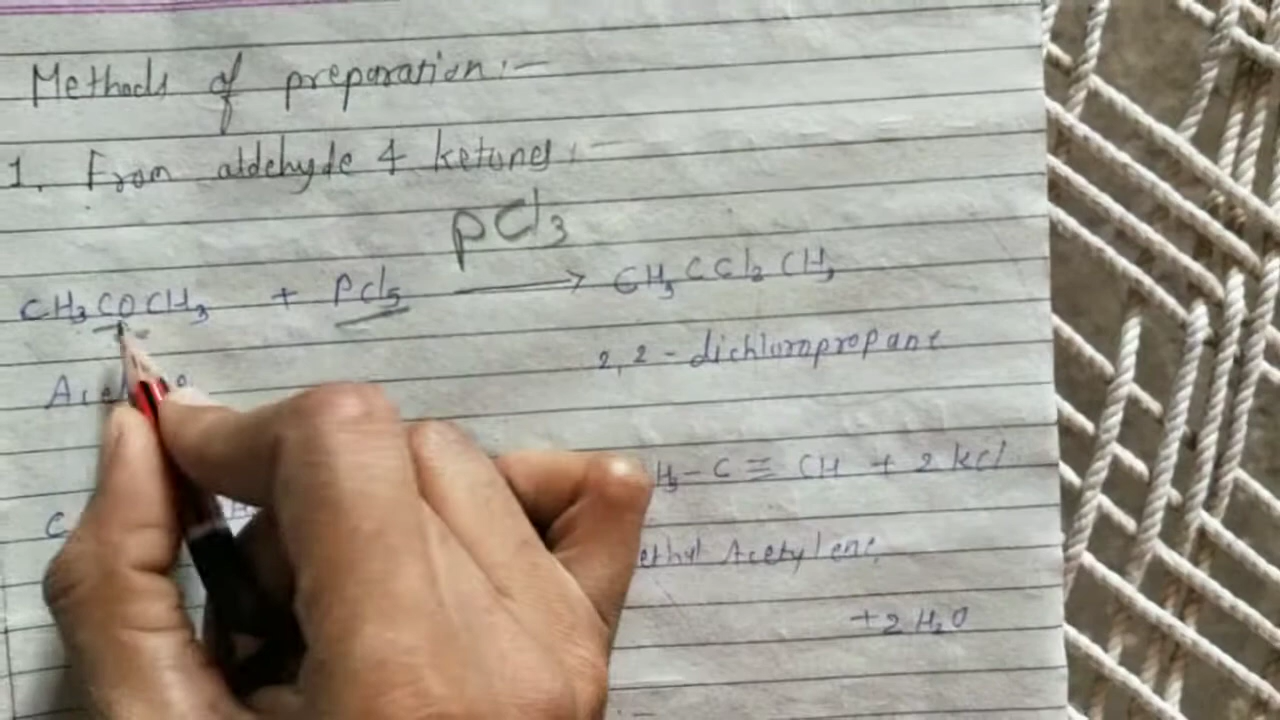 Methods of preparation :-
1. From aldehyde & ketones :-
PCl3
CH3COCH3 + PCl5 → CH3CCl2CH3
2,2-dichloropropane
H3-C≡CH + 2KCl
ethyl Acetylene
+2H2O